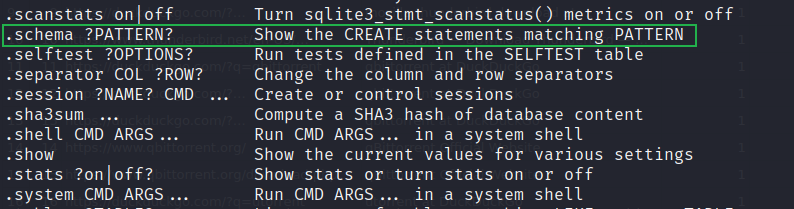 .scanstats on|off Turn sqlite3_stmt_scanstatus() metrics on or off
.schema ?PATTERN? Show the CREATE statements matching PATTERN
.selftest ?OPTIONS? Run tests defined in the SELFTEST table
.separator COL ?ROW? Change the column and row separators
.session ?NAME? CMD ... Create or control sessions
.sha3sum ... Compute a SHA3 hash of database content
.shell CMD ARGS... Run CMD ARGS... in a system shell
.show Show the current values for various settings
.stats ?on|off? Show stats or turn stats on or off
.system CMD ARGS... Run CMD ARGS... in a system shell